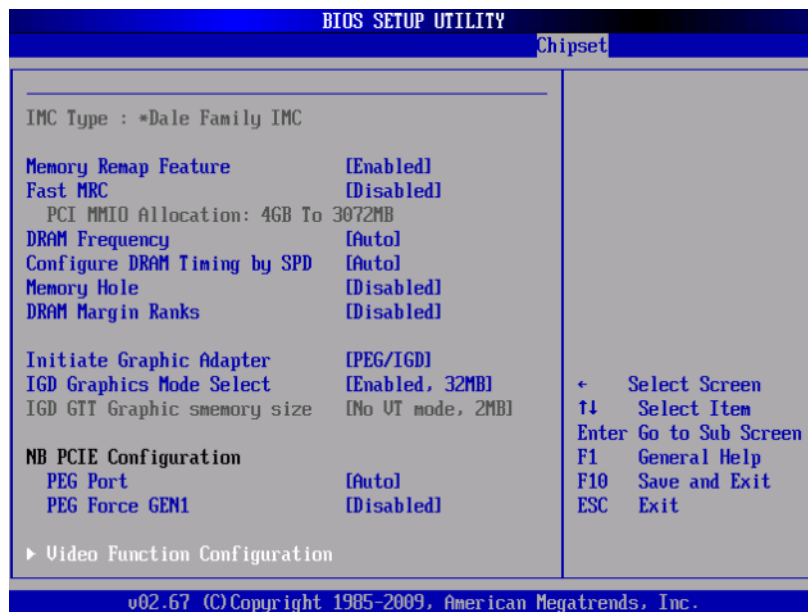 BIOS SETUP UTILITY
Chipset
IMC Type : *Dale Family IMC
Memory Remap Feature [Enabled]
Fast MRC [Disabled]
PCI MMIO Allocation: 4GB To 3072MB
DRAM Frequency [Auto]
Configure DRAM Timing by SPD [Auto]
Memory Hole [Disabled]
DRAM Margin Ranks [Disabled]
Initiate Graphic Adapter [PEG/IGD]
IGD Graphics Mode Select [Enabled, 32MB]
IGD GTT Graphic smemory size [No VT mode, 2MB]
NB PCIE Configuration
PEG Port [Auto]
PEG Force GEN1 [Disabled]
Video Function Configuration
← Select Screen
↑↓ Select Item
Enter Go to Sub Screen
F1 General Help
F10 Save and Exit
ESC Exit
v02.67 (C)Copyright 1985-2009, American Megatrends, Inc.